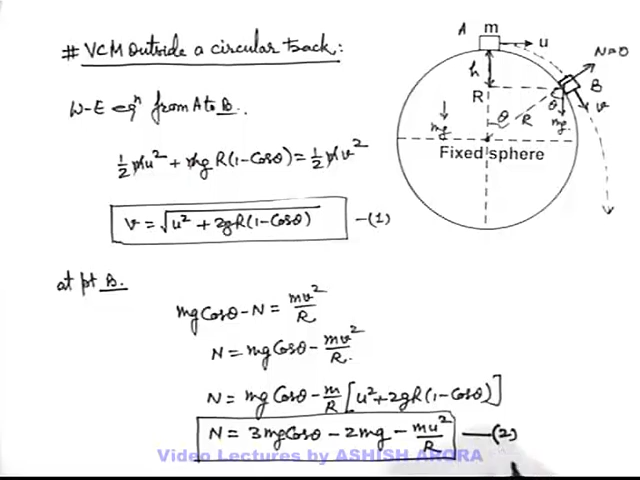 # VCM Outside a circular track:
A m u
N=0
h
B
R
θ R θ mg v
mg
Fixed sphere
W-E eqⁿ from A to B.
½mu² + mgR(1-Cosθ) = ½mv²
v = √(u² + 2gR(1-Cosθ)) —(1)
at pt B.
mgCosθ - N = mv²/R
N = mgCosθ - mv²/R.
N = mgCosθ - m/R [u² + 2gR(1-Cosθ)]
N = 3mgCosθ - 2mg - mu²/R —(2)
Video Lectures by ASHISH ARORA